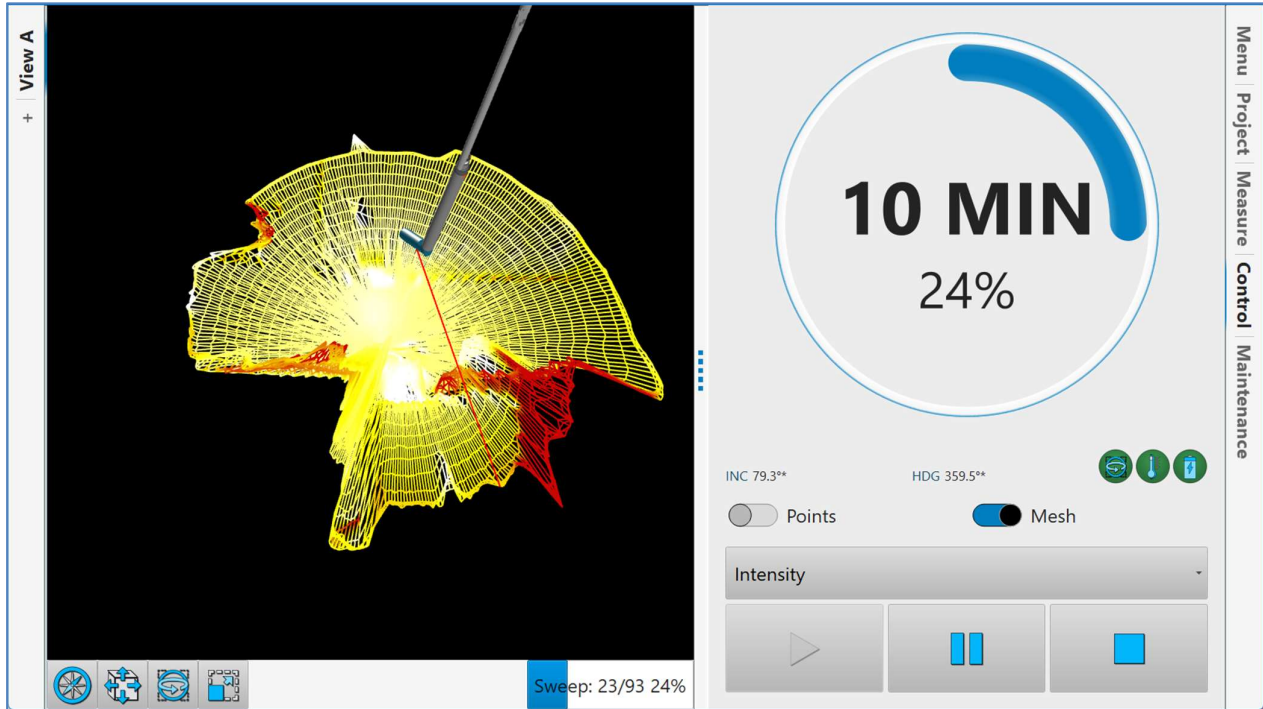 View A
+
Sweep: 23/93 24%
10 MIN
24%
INC 79.3°*
HDG 359.5°*
Points
Mesh
Intensity
Menu
Project
Measure
Control
Maintenance